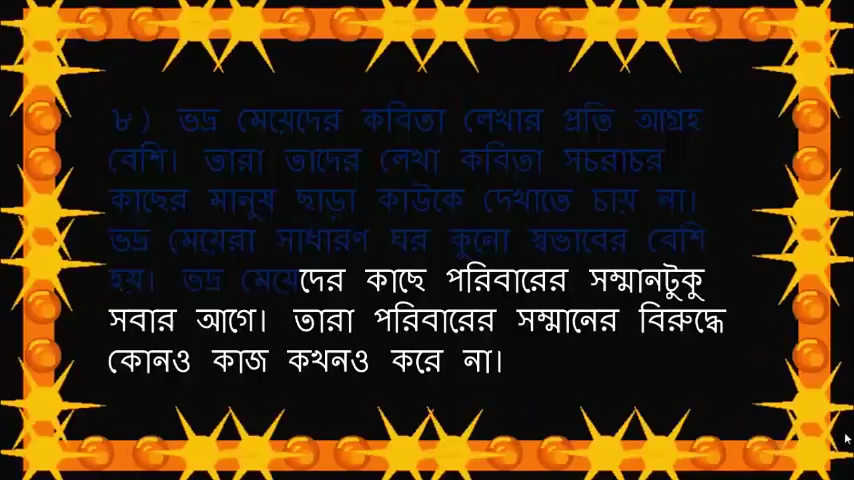 ৮) ভদ্র মেয়েদের কবিতা লেখার প্রতি আগ্রহ
বেশি। তারা তাদের লেখা কবিতা সচরাচর
কাছের মানুষ ছাড়া কাউকে দেখাতে চায় না।
ভদ্র মেয়েরা সাধারণ ঘর কুনো স্বভাবের বেশি
হয়। ভদ্র মেয়েদের কাছে পরিবারের সম্মানটুকু
সবার আগে। তারা পরিবারের সম্মানের বিরুদ্ধে
কোনও কাজ কখনও করে না।